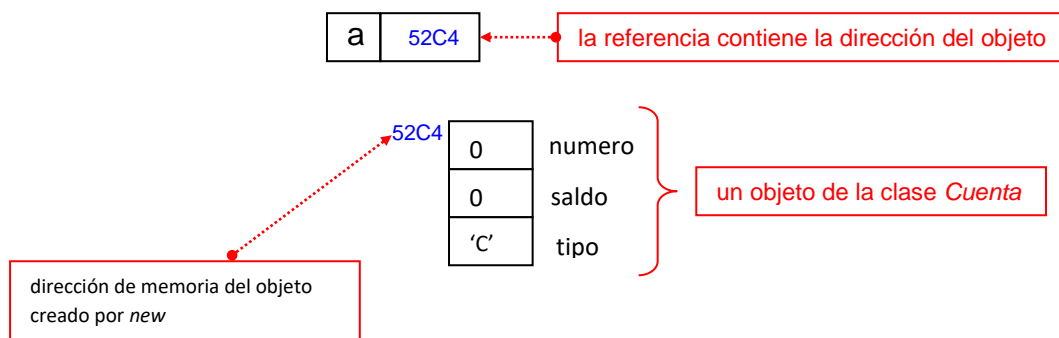 a 52C4 la referencia contiene la dirección del objeto
52C4
0 numero
0 saldo
un objeto de la clase Cuenta
‘C’ tipo
dirección de memoria del objeto
creado por new